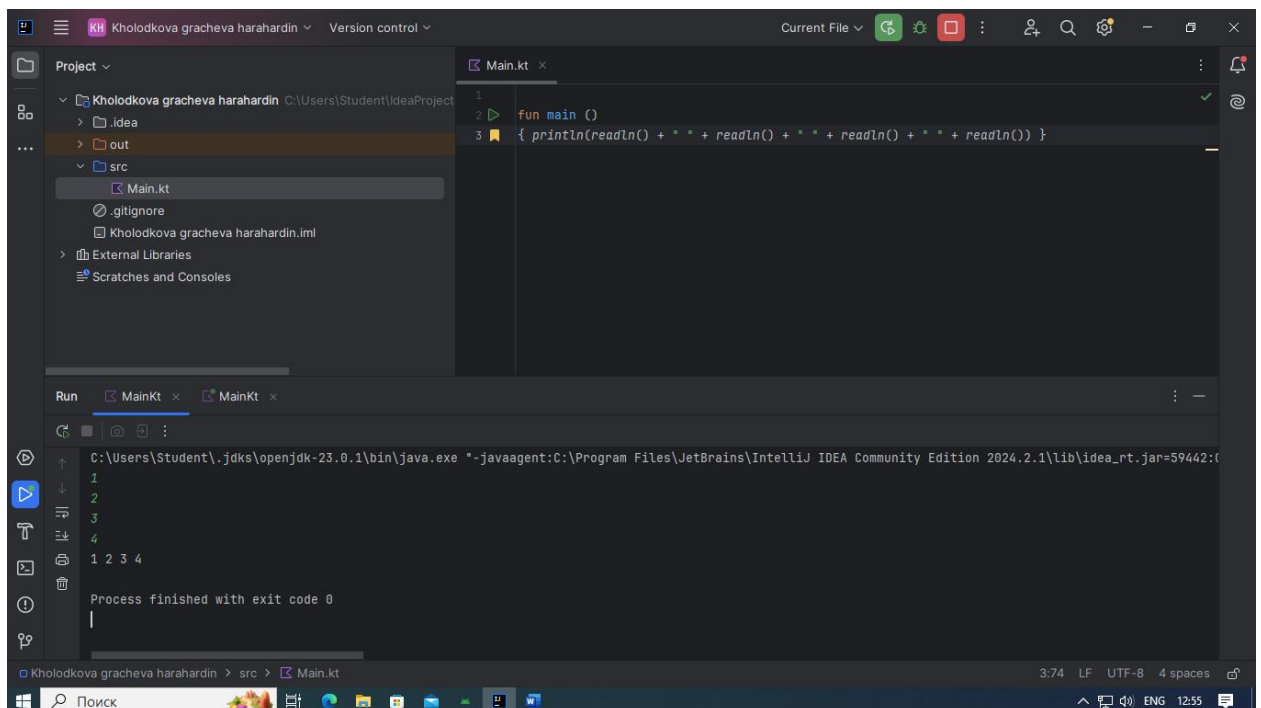 KH Kholodkova gracheva harahardin Version control Current File
Project
Main.kt
Kholodkova gracheva harahardin C:\Users\Student\IdeaProject
.idea
out
src
Main.kt
.gitignore
Kholodkova gracheva harahardin.iml
External Libraries
Scratches and Consoles
1
2 fun main ()
3 { println(readln() + " " + readln() + " " + readln() + " " + readln()) }
Run MainKt MainKt
C:\Users\Student\.jdks\openjdk-23.0.1\bin\java.exe "-javaagent:C:\Program Files\JetBrains\IntelliJ IDEA Community Edition 2024.2.1\lib\idea_rt.jar=59442:
1
2
3
4
1 2 3 4
Process finished with exit code 0
Kholodkova gracheva harahardin > src > Main.kt 3:74 LF UTF-8 4 spaces
Поиск ENG 12:55